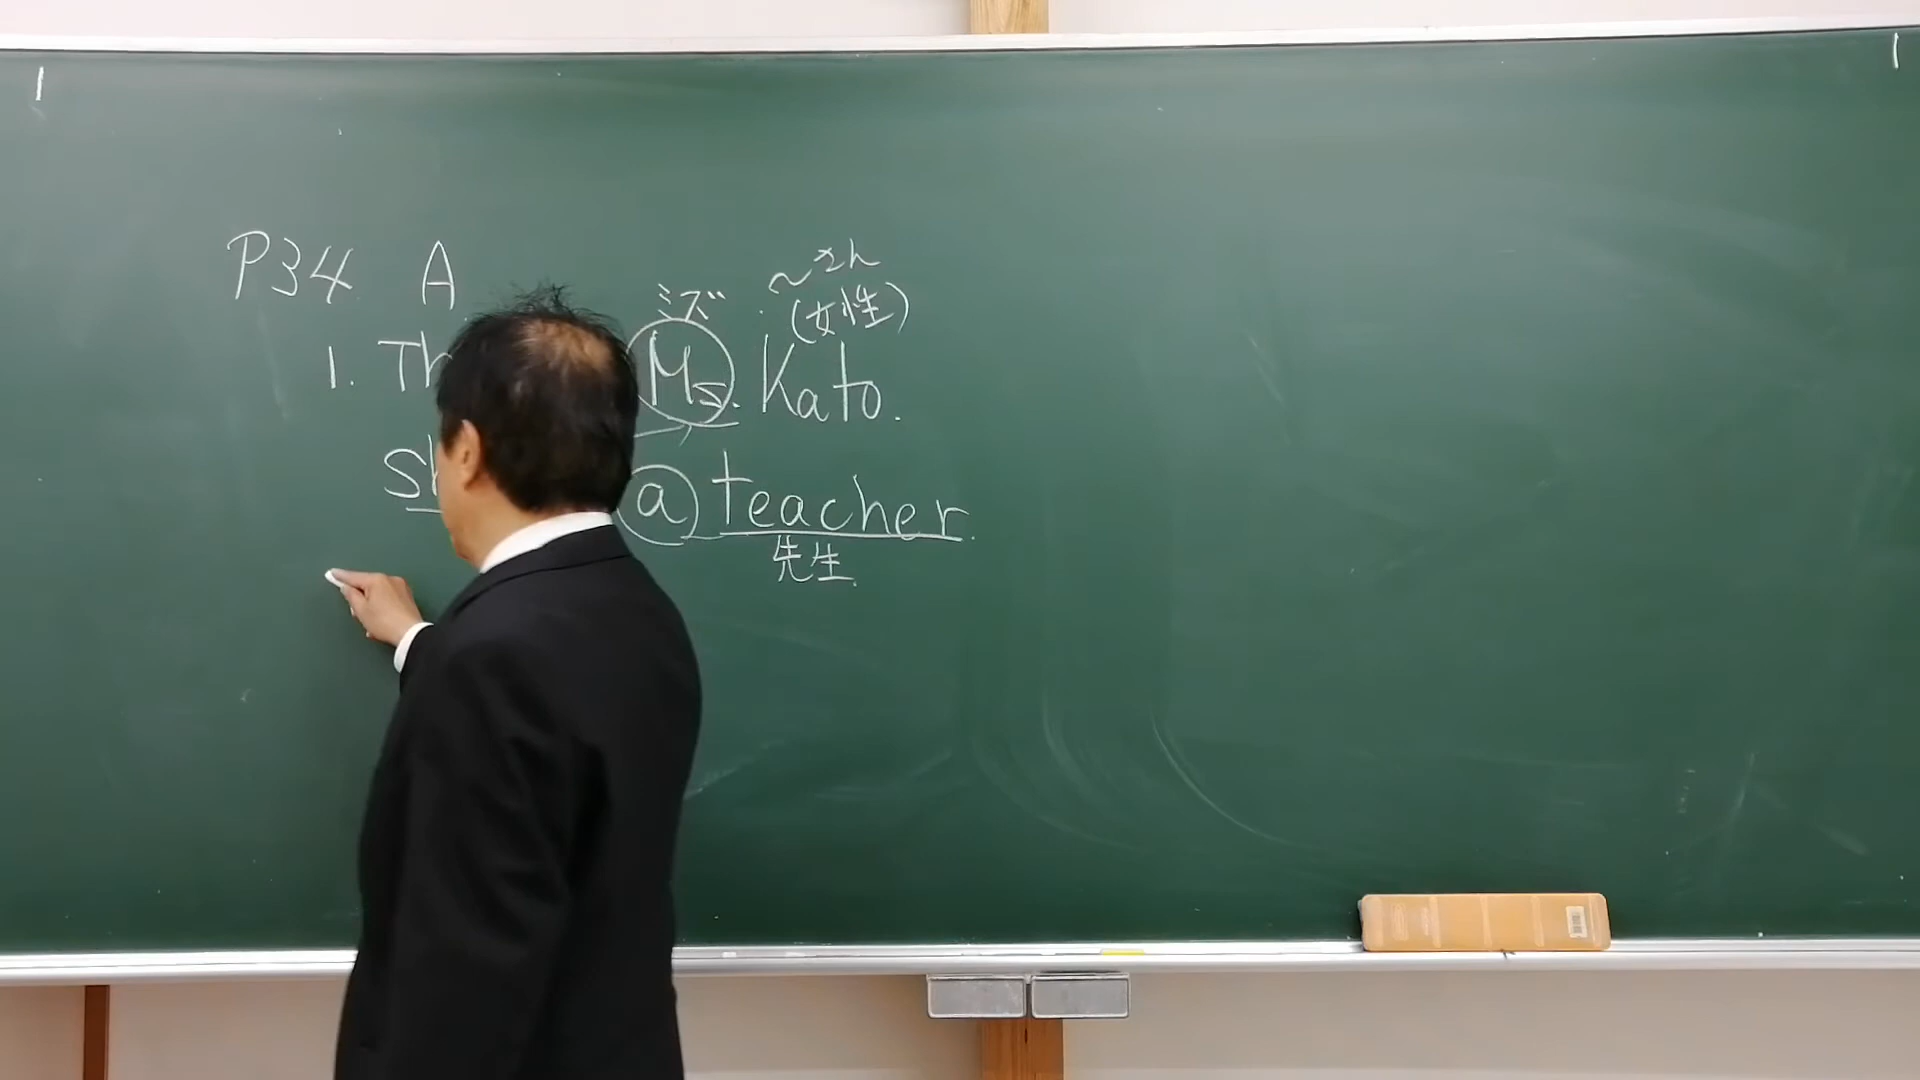 P34 A
~さん
ミズ (女性)
1. Th Ms. Kato.
sh a teacher.
先生